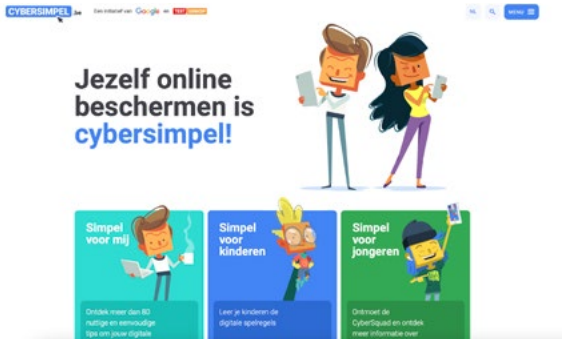 CYBERSIMPEL.be Een initiatief van Google en TEST ACHATS NL MENU
Jezelf online
beschermen is
cybersimpel!
Simpel
voor mij
Ontdek meer dan 80
nuttige en eenvoudige
tips om jouw digitale
Simpel
voor
kinderen
Leer je kinderen de
digitale spelregels
Simpel
voor
jongeren
Ontmoet de
CyberSquad en ontdek
meer informatie over